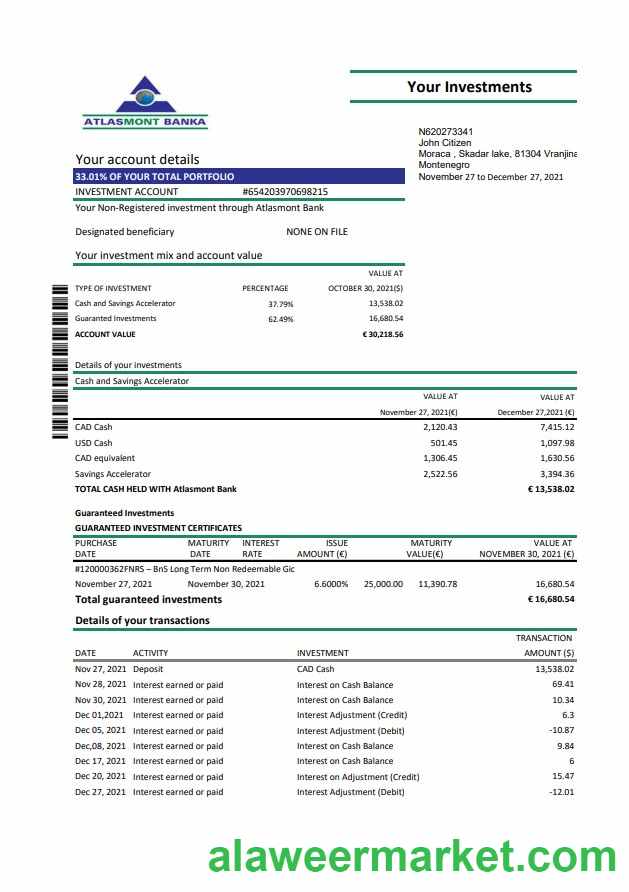 ATLASMONT BANKA
Your Investments
N620273341
John Citizen
Moraca , Skadar lake, 81304 Vranjina
Montenegro
November 27 to December 27, 2021
Your account details
33.01% OF YOUR TOTAL PORTFOLIO
INVESTMENT ACCOUNT #654203970698215
Your Non-Registered investment through Atlasmont Bank
Designated beneficiary NONE ON FILE
Your investment mix and account value
VALUE AT
TYPE OF INVESTMENT PERCENTAGE OCTOBER 30, 2021($)
Cash and Savings Accelerator 37.79% 13,538.02
Guaranted Investments 62.49% 16,680.54
ACCOUNT VALUE € 30,218.56
Details of your investments
Cash and Savings Accelerator
VALUE AT VALUE AT
November 27, 2021(€) December 27,2021 (€)
CAD Cash 2,120.43 7,415.12
USD Cash 501.45 1,097.98
CAD equivalent 1,306.45 1,630.56
Savings Accelerator 2,522.56 3,394.36
TOTAL CASH HELD WITH Atlasmont Bank € 13,538.02
Guaranteed Investments
GUARANTEED INVESTMENT CERTIFICATES
PURCHASE MATURITY INTEREST ISSUE MATURITY VALUE AT
DATE DATE RATE AMOUNT (€) VALUE(€) NOVEMBER 30, 2021 (€)
#120000362FNRS – Bn5 Long Term Non Redeemable Gic
November 27, 2021 November 30, 2021 6.6000% 25,000.00 11,390.78 16,680.54
Total guaranteed investments € 16,680.54
Details of your transactions
TRANSACTION
DATE ACTIVITY INVESTMENT AMOUNT ($)
Nov 27, 2021 Deposit CAD Cash 13,538.02
Nov 28, 2021 Interest earned or paid Interest on Cash Balance 69.41
Nov 30, 2021 Interest earned or paid Interest on Cash Balance 10.34
Dec 01,2021 Interest earned or paid Interest Adjustment (Credit) 6.3
Dec 05, 2021 Interest earned or paid Interest Adjustment (Debit) -10.87
Dec,08, 2021 Interest earned or paid Interest on Cash Balance 9.84
Dec 17, 2021 Interest earned or paid Interest on Cash Balance 6
Dec 20, 2021 Interest earned or paid Interest on Adjustment (Credit) 15.47
Dec 27, 2021 Interest earned or paid Interest Adjustment (Debit) -12.01
alaweermarket.com